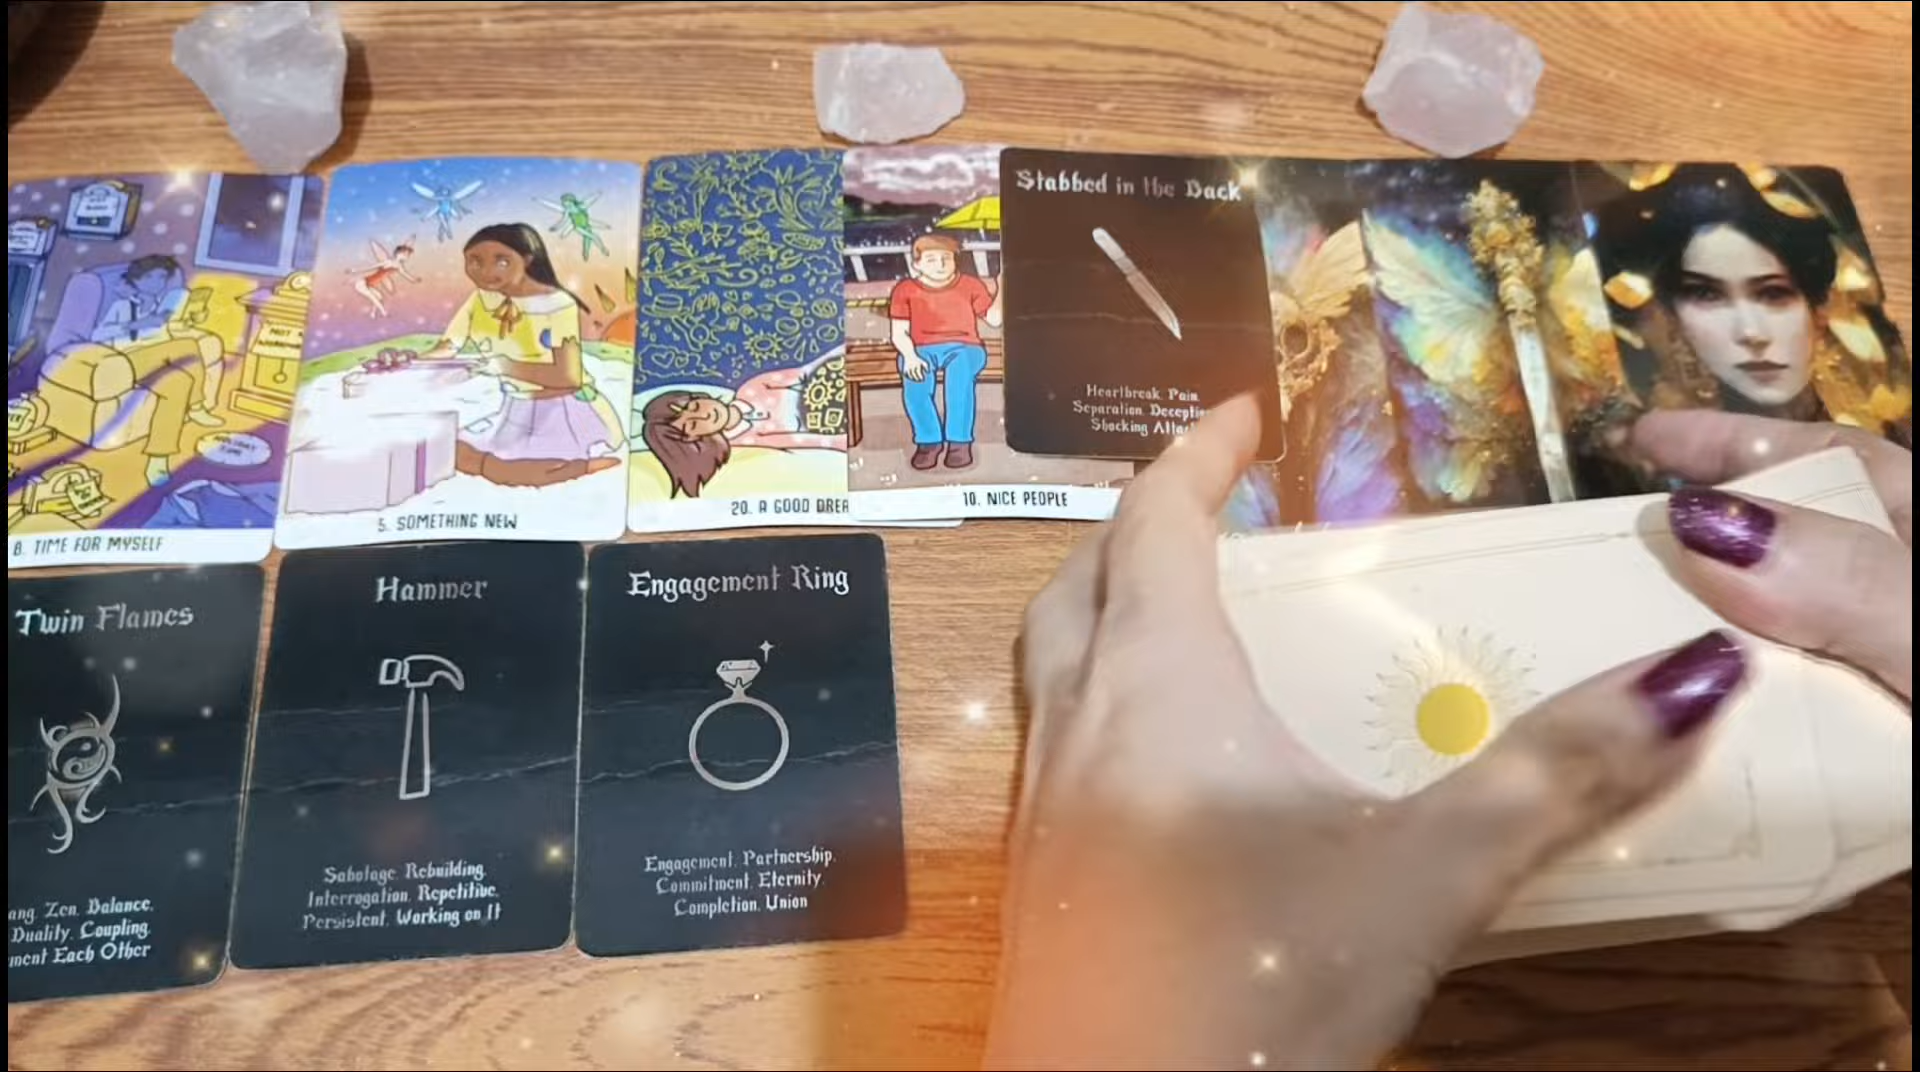 Stabbed in the Back
Heartbreak. Pain.
Separation.
Shocking
8. TIME FOR MYSELF
5. SOMETHING NEW
20. A GOOD DREA
10. NICE PEOPLE
Twin Flames
ang. Zen. Balance.
Duality. Coupling.
ment Each Other
Hammer
Sabotage. Rebuilding.
Interrogation. Repetitive.
Persistent. Working on It
Engagement Ring
Engagement. Partnership.
Commitment. Eternity.
Completion. Union